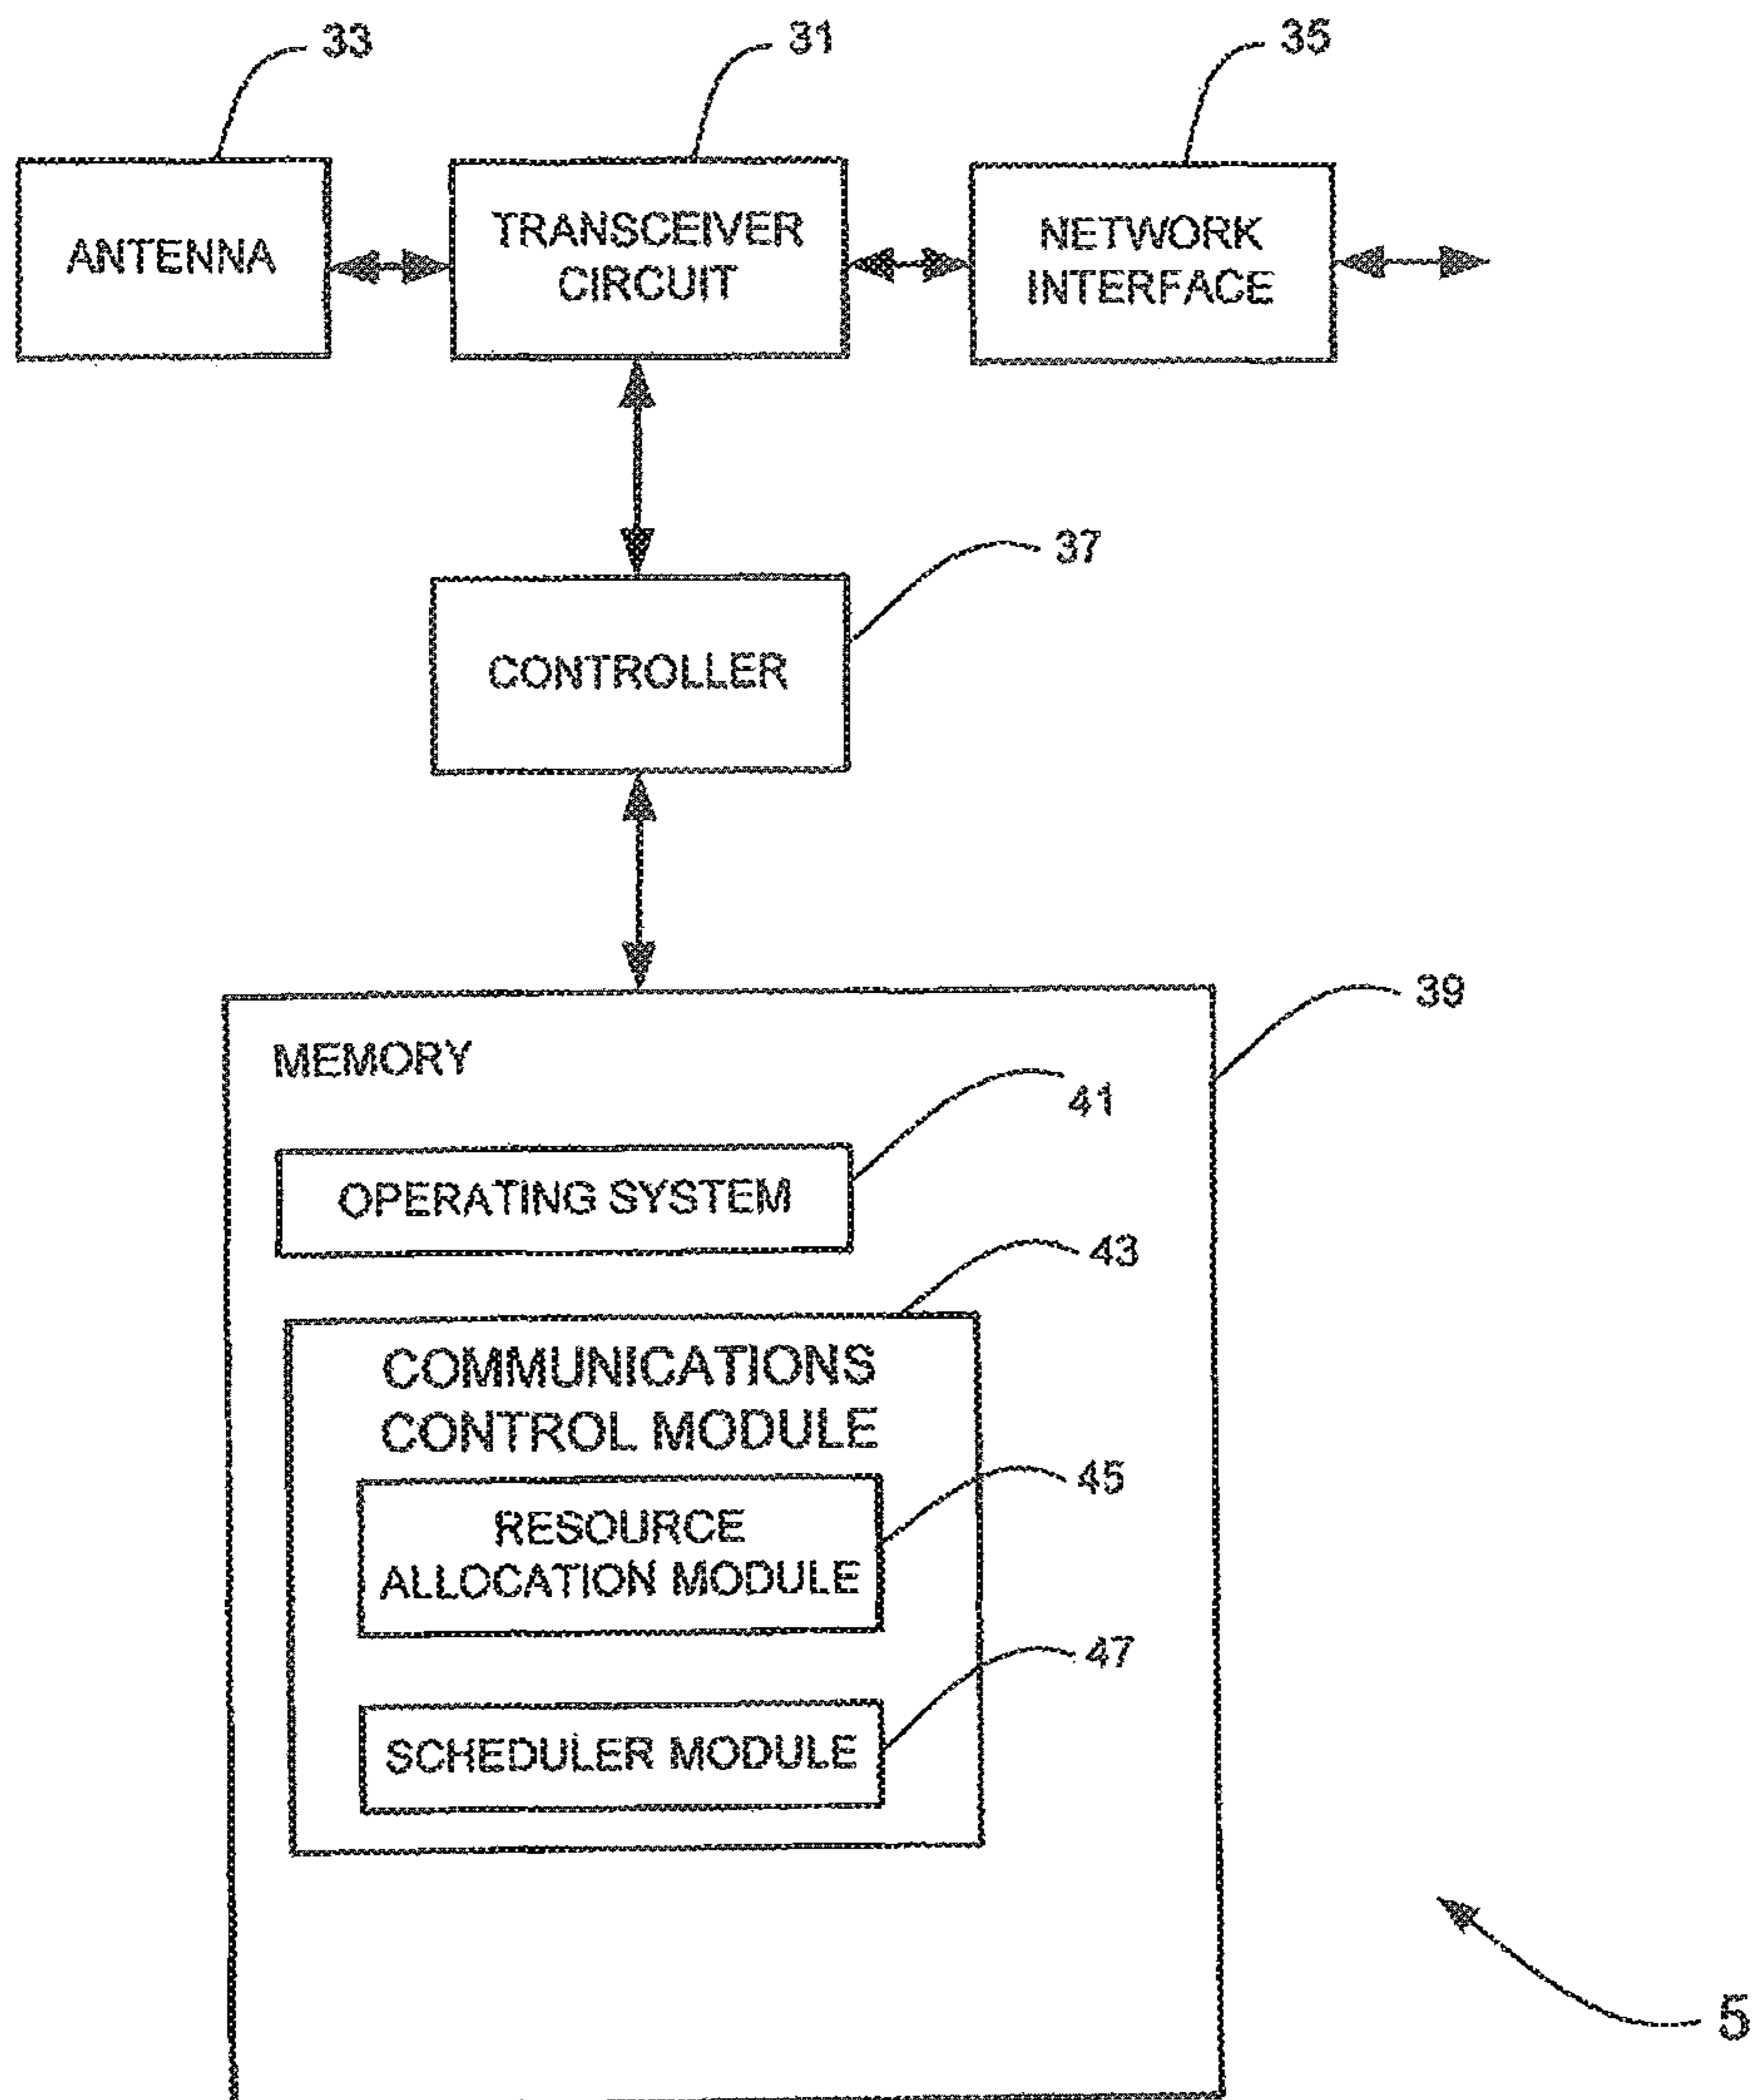 33
31
35
ANTENNA
TRANSCEIVER
CIRCUIT
NETWORK
INTERFACE
37
CONTROLLER
39
MEMORY
41
OPERATING SYSTEM
43
COMMUNICATIONS
CONTROL MODULE
45
RESOURCE
ALLOCATION MODULE
47
SCHEDULER MODULE
5